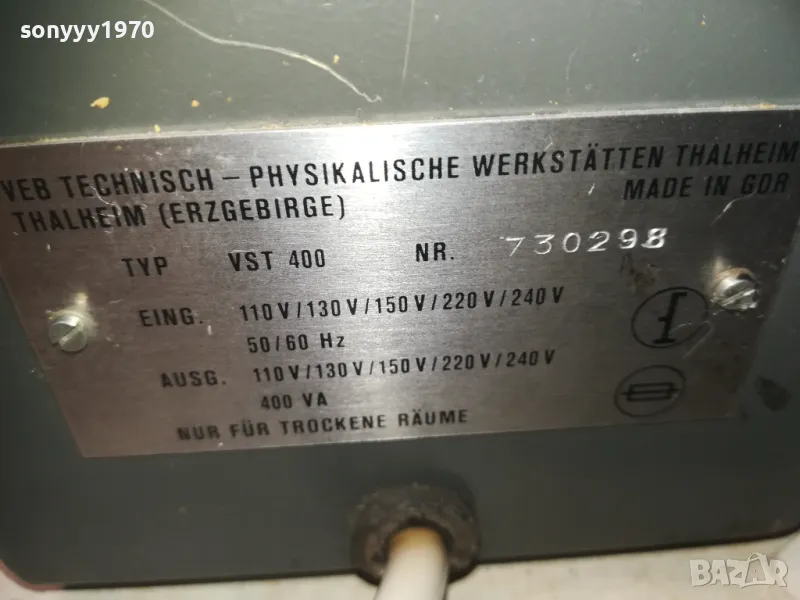 sonyyy1970
VEB TECHNISCH - PHYSIKALISCHE WERKSTÄTTEN THALHEIM
THALHEIM (ERZGEBIRGE) MADE IN GDR
TYP VST 400 NR. 730298
EING. 110 V / 130 V / 150 V / 220 V / 240 V
50 / 60 Hz
AUSG. 110 V / 130 V / 150 V / 220 V / 240 V
400 VA
NUR FÜR TROCKENE RÄUME
BAZAR